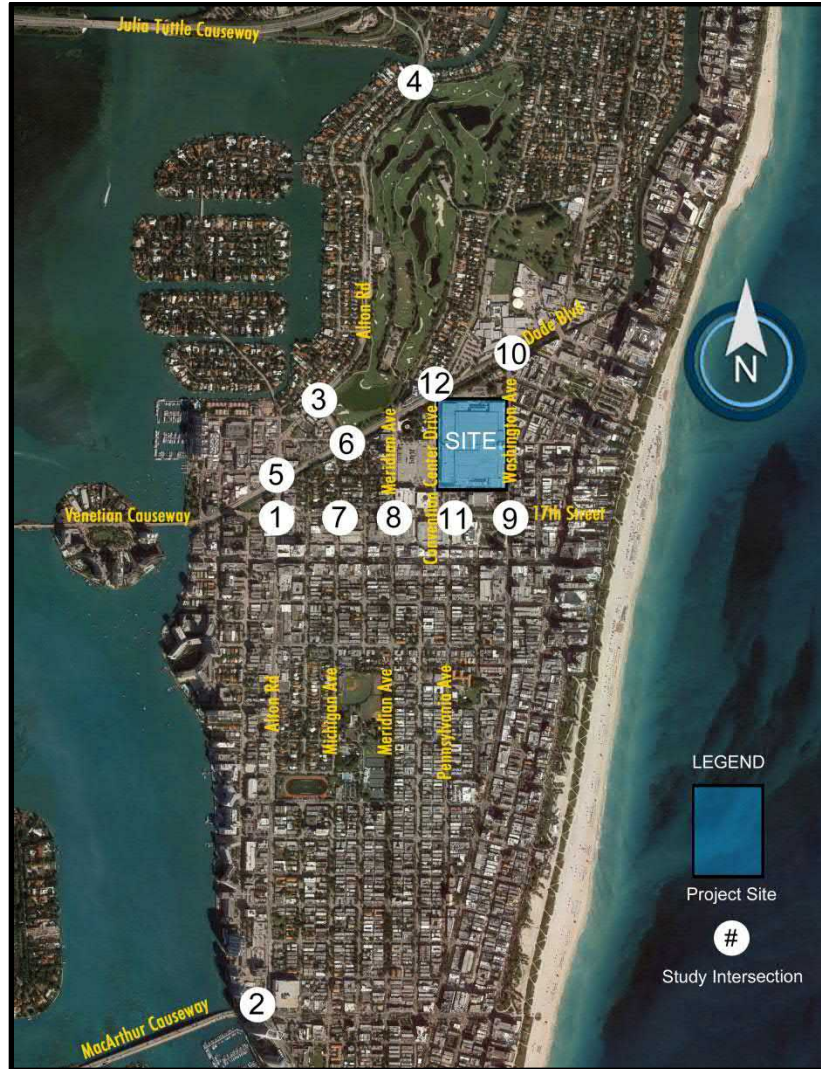 Julia Tuttle Causeway
4
Alton Rd
N
10
Dade Blvd
12
3
6
Meridian Ave
Convention Center Drive
SITE
Washington Ave
5
Venetian Causeway
1
7
8
11
9
17th Street
Alton Rd
Michigan Ave
Meridian Ave
Pennsylvania Ave
LEGEND
Project Site
#
Study Intersection
2
MacArthur Causeway